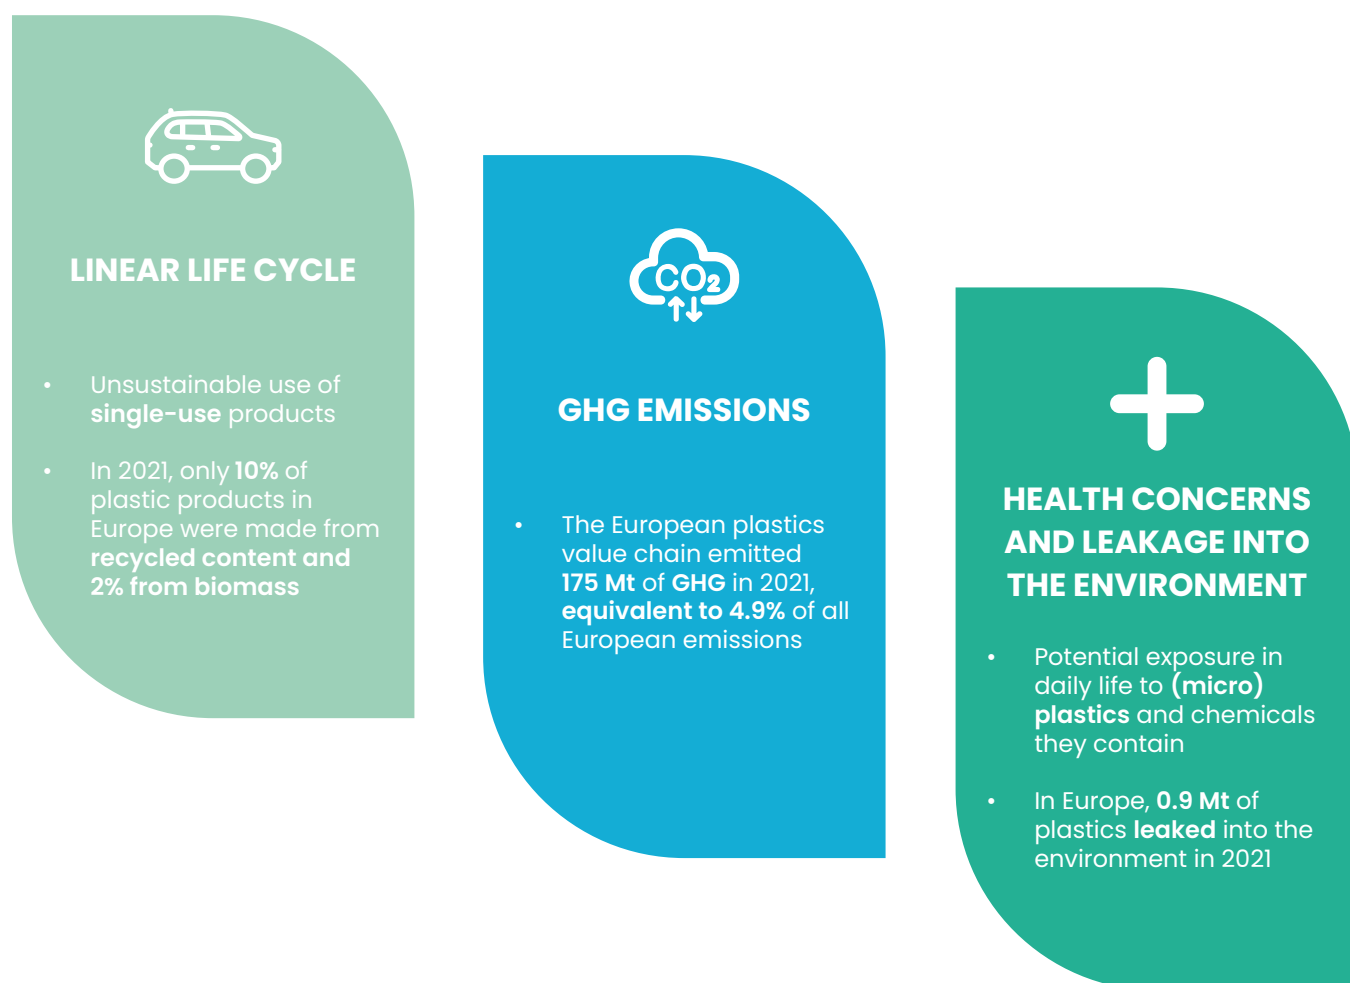 LINEAR LIFE CYCLE
• Unsustainable use of
single-use products
• In 2021, only 10% of
plastic products in
Europe were made from
recycled content and
2% from biomass
CO2
GHG EMISSIONS
• The European plastics
value chain emitted
175 Mt of GHG in 2021,
equivalent to 4.9% of all
European emissions
HEALTH CONCERNS
AND LEAKAGE INTO
THE ENVIRONMENT
• Potential exposure in
daily life to (micro)
plastics and chemicals
they contain
• In Europe, 0.9 Mt of
plastics leaked into the
environment in 2021